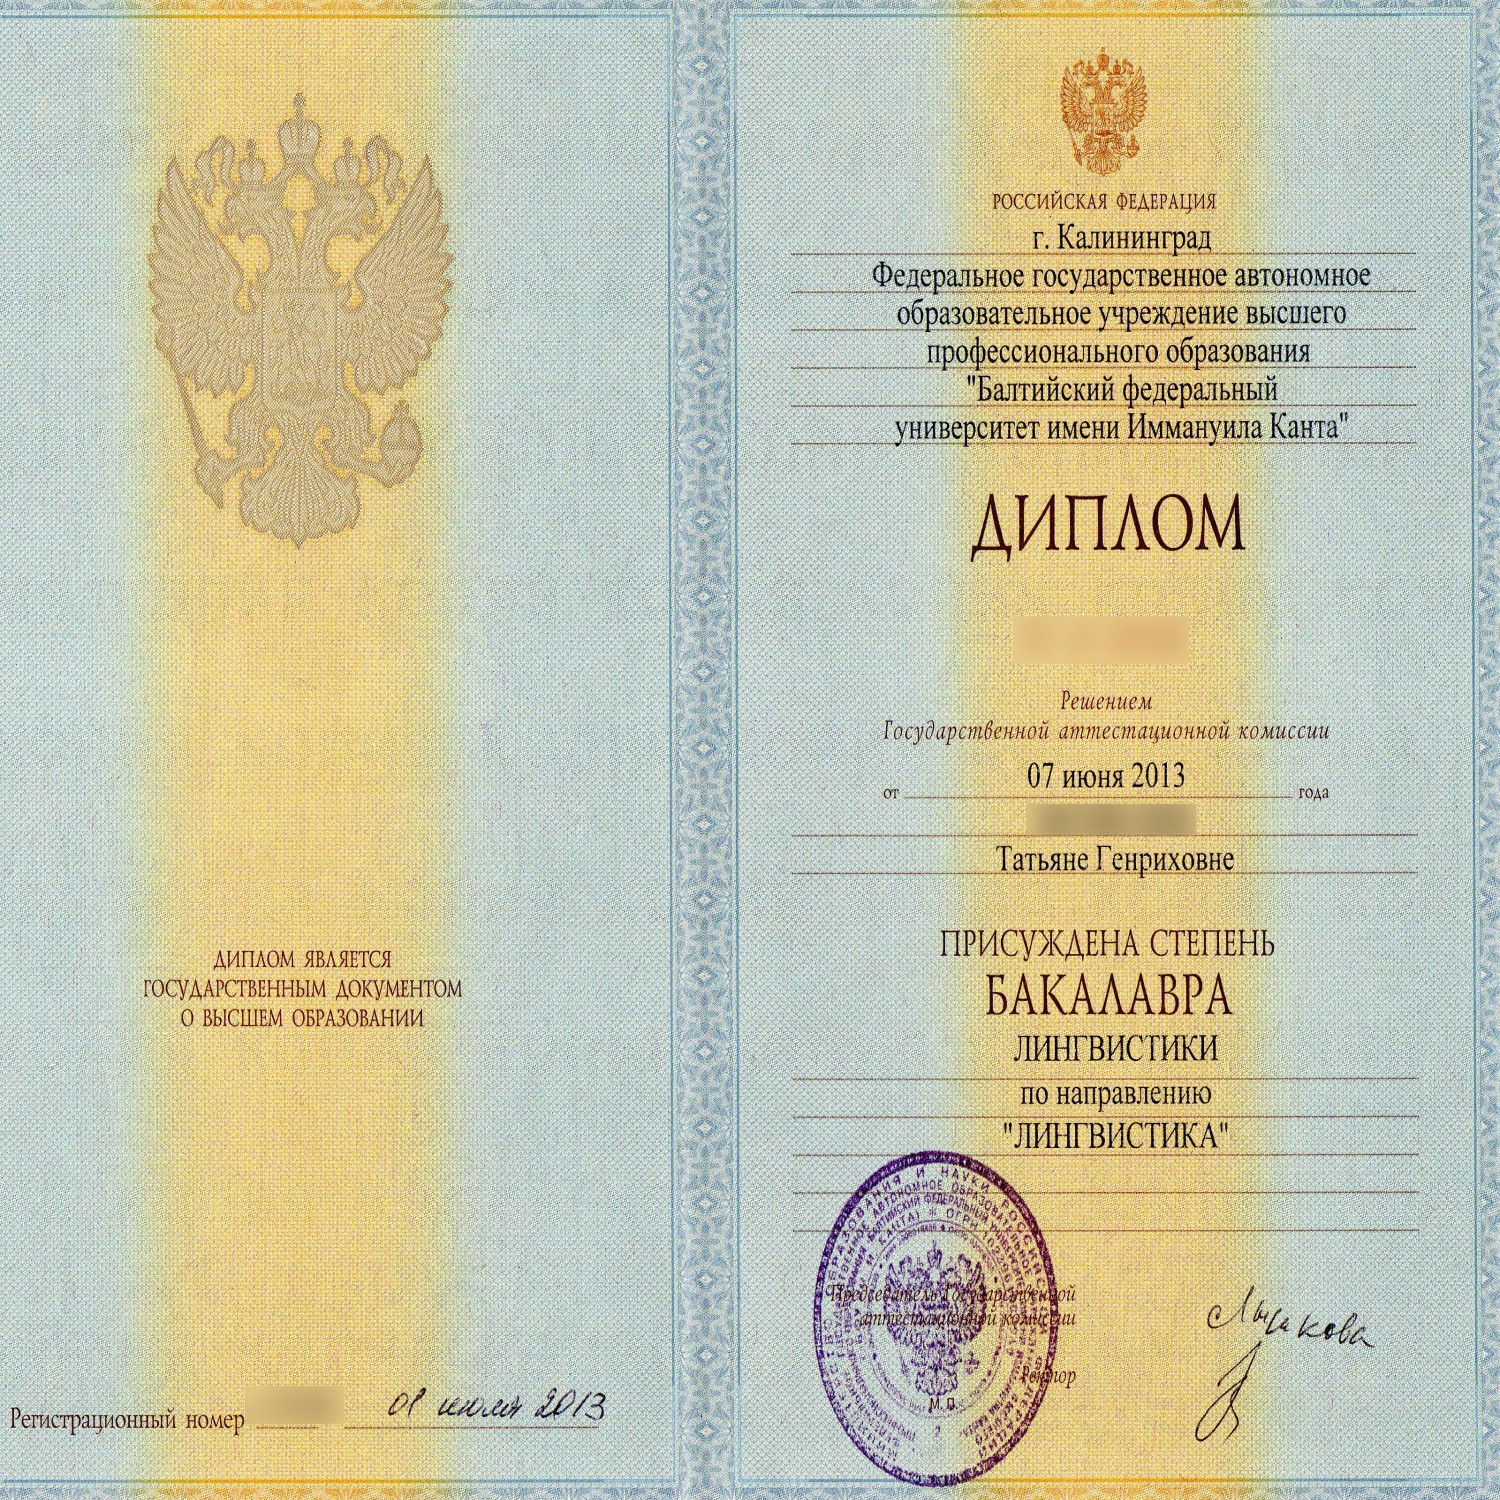 ДИПЛОМ ЯВЛЯЕТСЯ
ГОСУДАРСТВЕННЫМ ДОКУМЕНТОМ
О ВЫСШЕМ ОБРАЗОВАНИИ
Регистрационный номер
01 июля 2013
РОССИЙСКАЯ ФЕДЕРАЦИЯ
г. Калининград
Федеральное государственное автономное
образовательное учреждение высшего
профессионального образования
"Балтийский федеральный
университет имени Иммануила Канта"
ДИПЛОМ
Решением
Государственной аттестационной комиссии
от 07 июня 2013 года
Татьяне Генриховне
ПРИСУЖДЕНА СТЕПЕНЬ
БАКАЛАВРА
ЛИНГВИСТИКИ
по направлению
"ЛИНГВИСТИКА"
Председатель Государственной
аттестационной комиссии
Ректор
М.П.